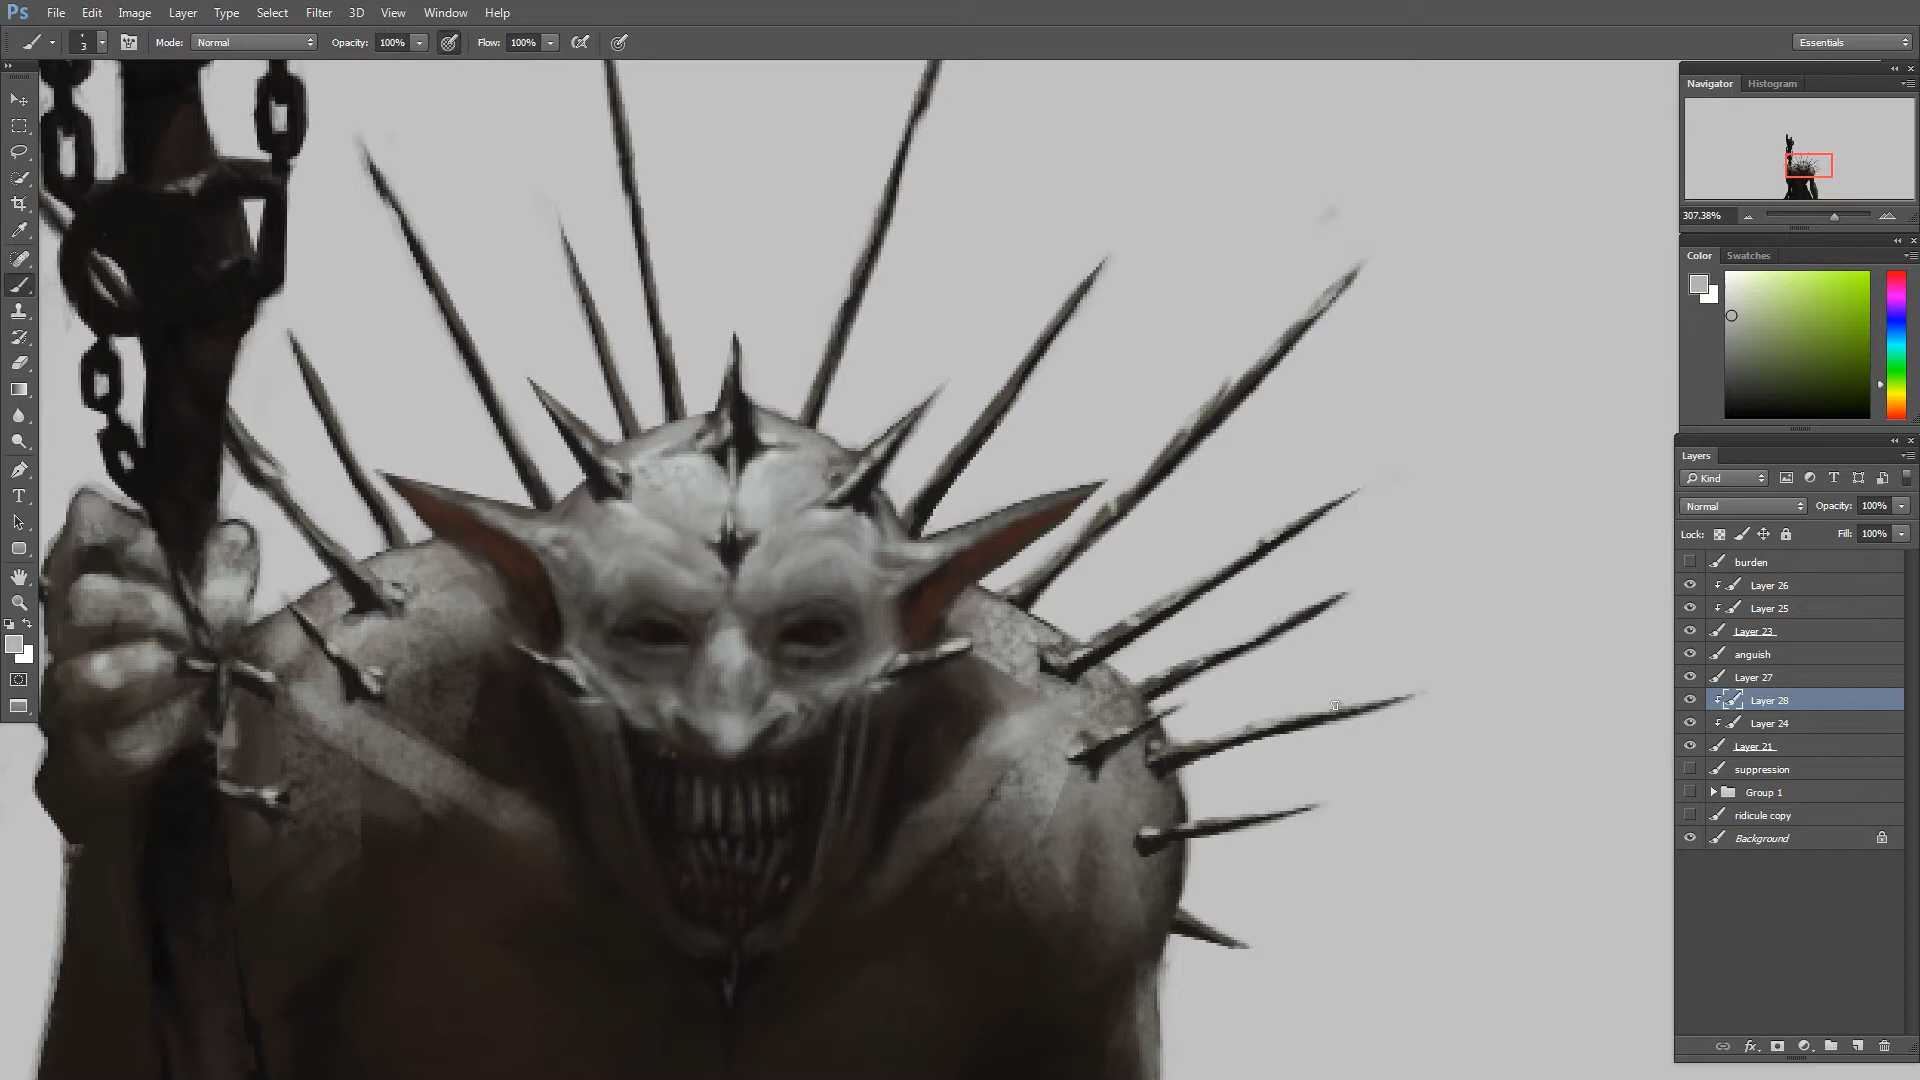 Ps File Edit Image Layer Type Select Filter 3D View Window Help
3 Mode: Normal Opacity: 100% Flow: 100% Essentials
Navigator Histogram
307.38%
Color Swatches
Layers
Kind
Normal Opacity: 100%
Lock: Fill: 100%
burden
Layer 26
Layer 25
Layer 23
anguish
Layer 27
Layer 28
Layer 24
Layer 21
suppression
Group 1
ridicule copy
Background
fx